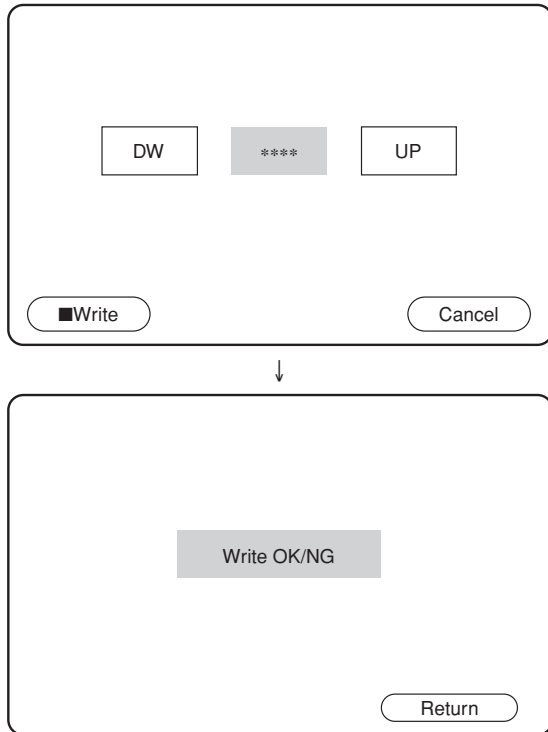 DW **** UP
■Write Cancel
↓
Write OK/NG
Return